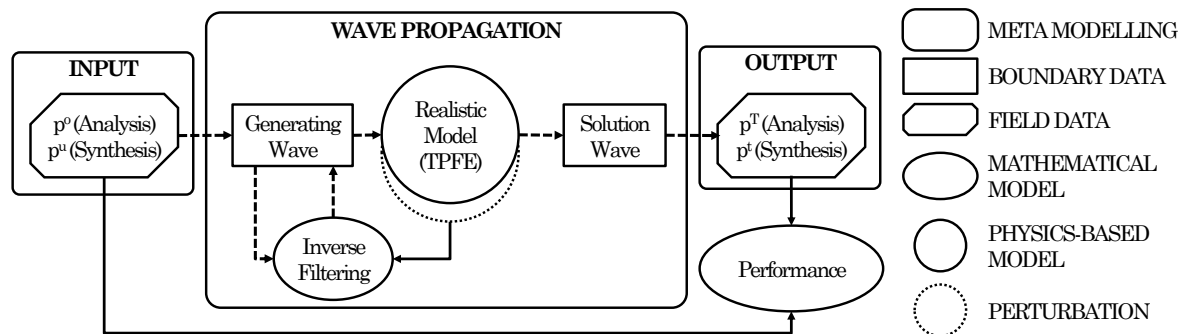 WAVE PROPAGATION
INPUT
pᵒ (Analysis)
pᵘ (Synthesis)
Generating
Wave
Realistic
Model
(TPFE)
Solution
Wave
Inverse
Filtering
OUTPUT
pᵀ (Analysis)
pᵗ (Synthesis)
Performance
META MODELLING
BOUNDARY DATA
FIELD DATA
MATHEMATICAL
MODEL
PHYSICS-BASED
MODEL
PERTURBATION